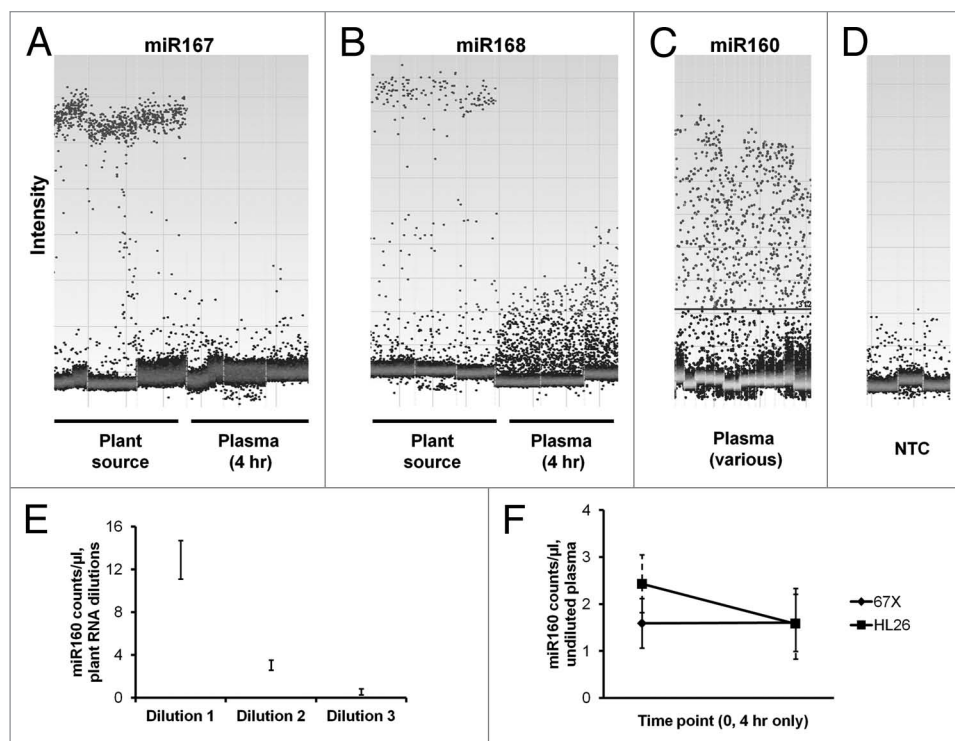 A
miR167
B
miR168
C
miR160
D
Intensity
Plant
source
Plasma
(4 hr)
Plant
source
Plasma
(4 hr)
Plasma
(various)
NTC
E
miR160 counts/µl,
plant RNA dilutions
16
12
8
4
0
Dilution 1
Dilution 2
Dilution 3
F
miR160 counts/µl,
undiluted plasma
4
3
2
1
0
Time point (0, 4 hr only)
67X
HL26